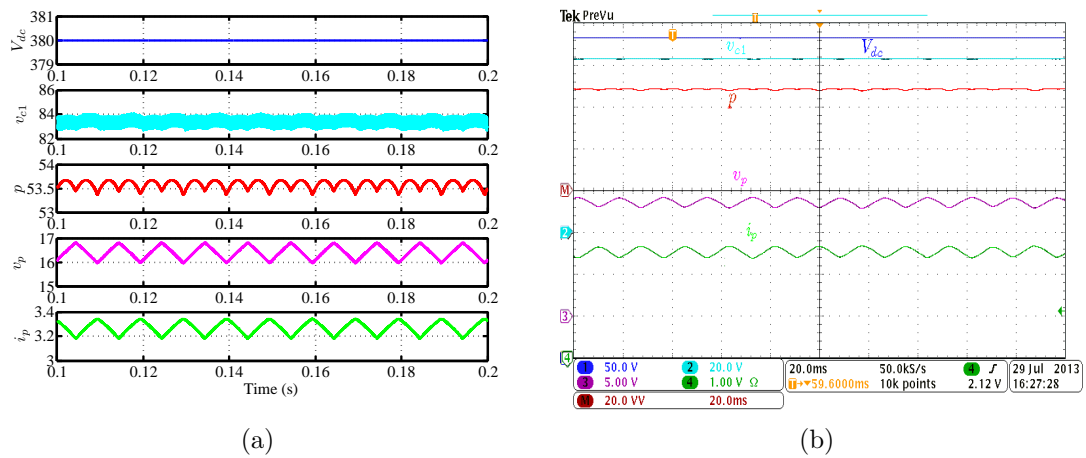 381
380
379
V_dc
0.1 0.12 0.14 0.16 0.18 0.2
86
84
82
v_c1
0.1 0.12 0.14 0.16 0.18 0.2
54
53.5
53
p
0.1 0.12 0.14 0.16 0.18 0.2
17
16
15
v_p
0.1 0.12 0.14 0.16 0.18 0.2
3.4
3.2
3
i_p
0.1 0.12 0.14 0.16 0.18 0.2
Time (s)
(a)
Tek PreVu
T
T
v_c1 V_dc
p
v_p
M
2
i_p
3
4
1 50.0 V 2 20.0 V
3 5.00 V 4 1.00 V Ω
M 20.0 VV 20.0ms
20.0ms 50.0kS/s
T→▼59.6000ms 10k points
4 ∫ 2.12 V
29 Jul 2013
16:27:28
(b)